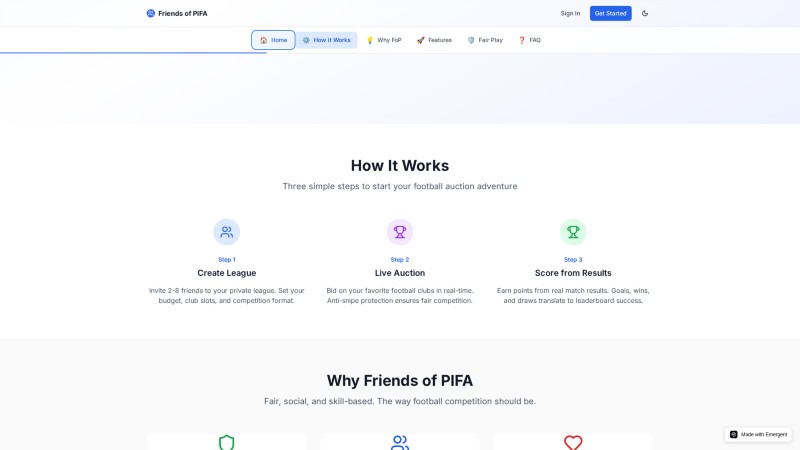 Friends of PIFA
Sign In
Get Started
Home
How it Works
Why FoP
Features
Fair Play
FAQ
How It Works
Three simple steps to start your football auction adventure
Step 1
Create League
Invite 2-8 friends to your private league. Set your
budget, club slots, and competition format.
Step 2
Live Auction
Bid on your favorite football clubs in real-time.
Anti-snipe protection ensures fair competition.
Step 3
Score from Results
Earn points from real match results. Goals, wins,
and draws translate to leaderboard success.
Why Friends of PIFA
Fair, social, and skill-based. The way football competition should be.
Made with Emergent